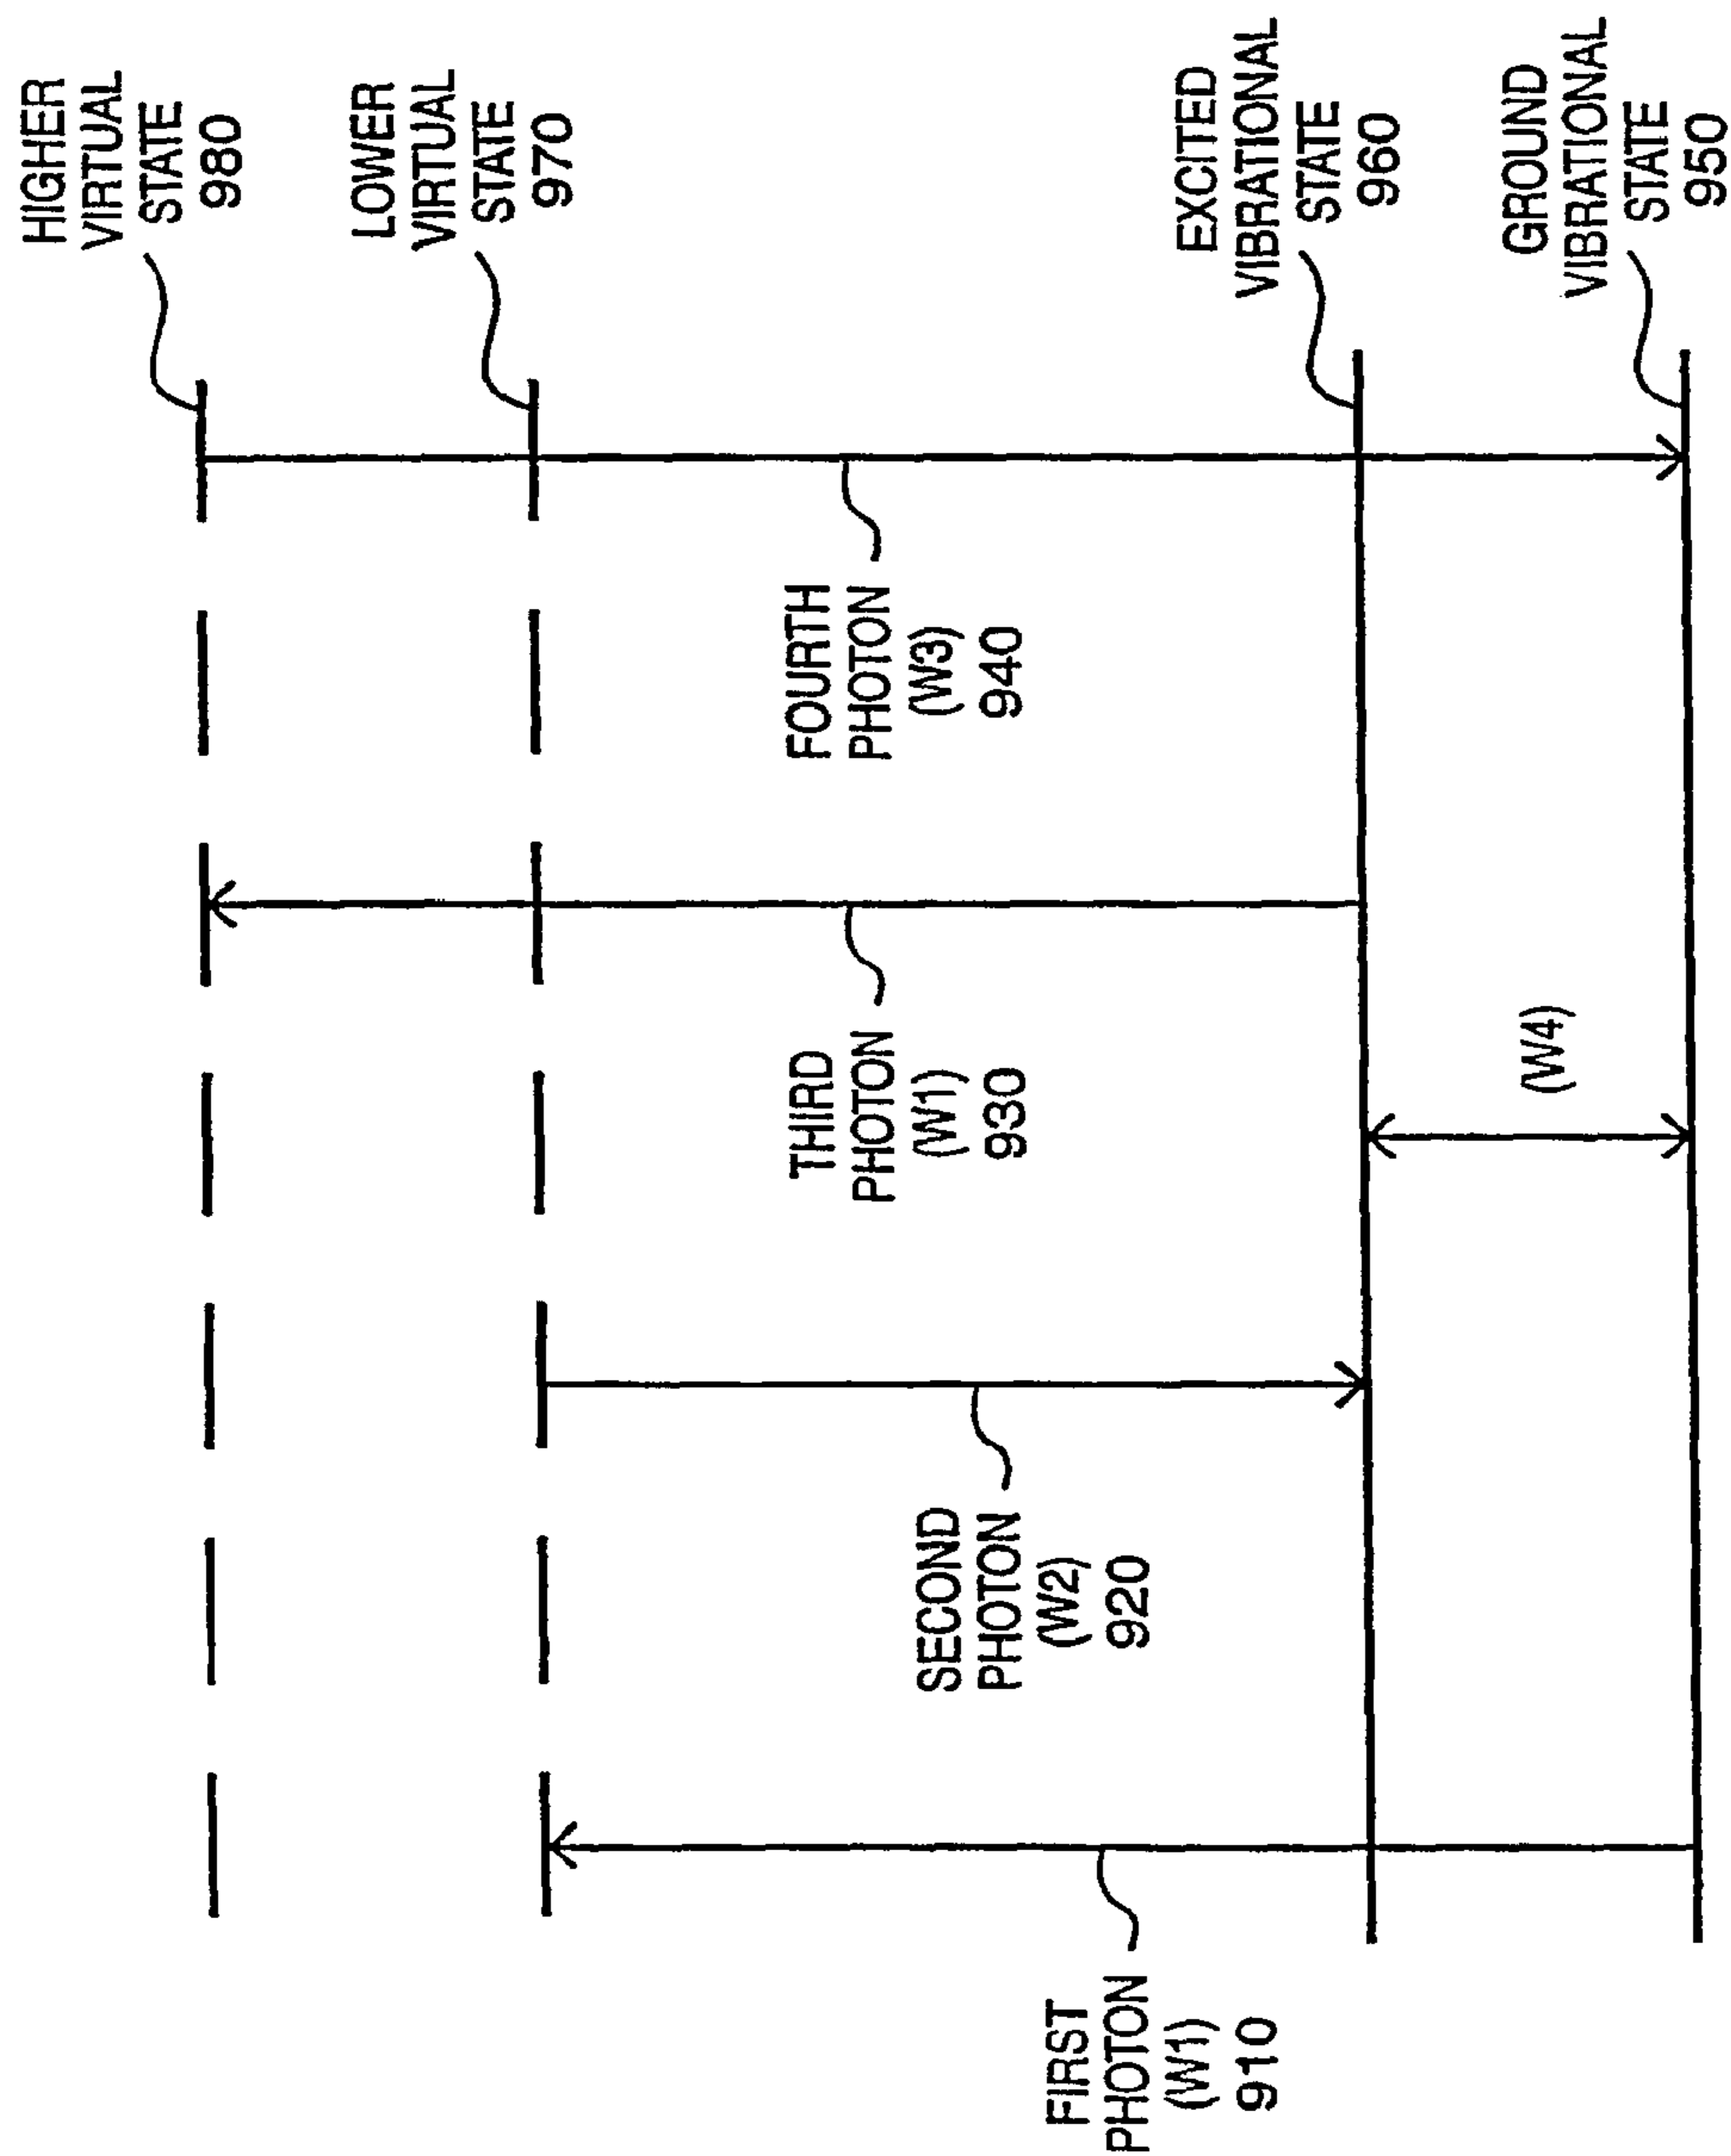 HIGHER
VIRTUAL
STATE
980
LOWER
VIRTUAL
STATE
970
EXCITED
VIBRATIONAL
STATE
960
GROUND
VIBRATIONAL
STATE
950
FIRST
PHOTON
(W1)
910
SECOND
PHOTON
(W2)
920
THIRD
PHOTON
(W1)
930
FOURTH
PHOTON
(W3)
940
(W4)